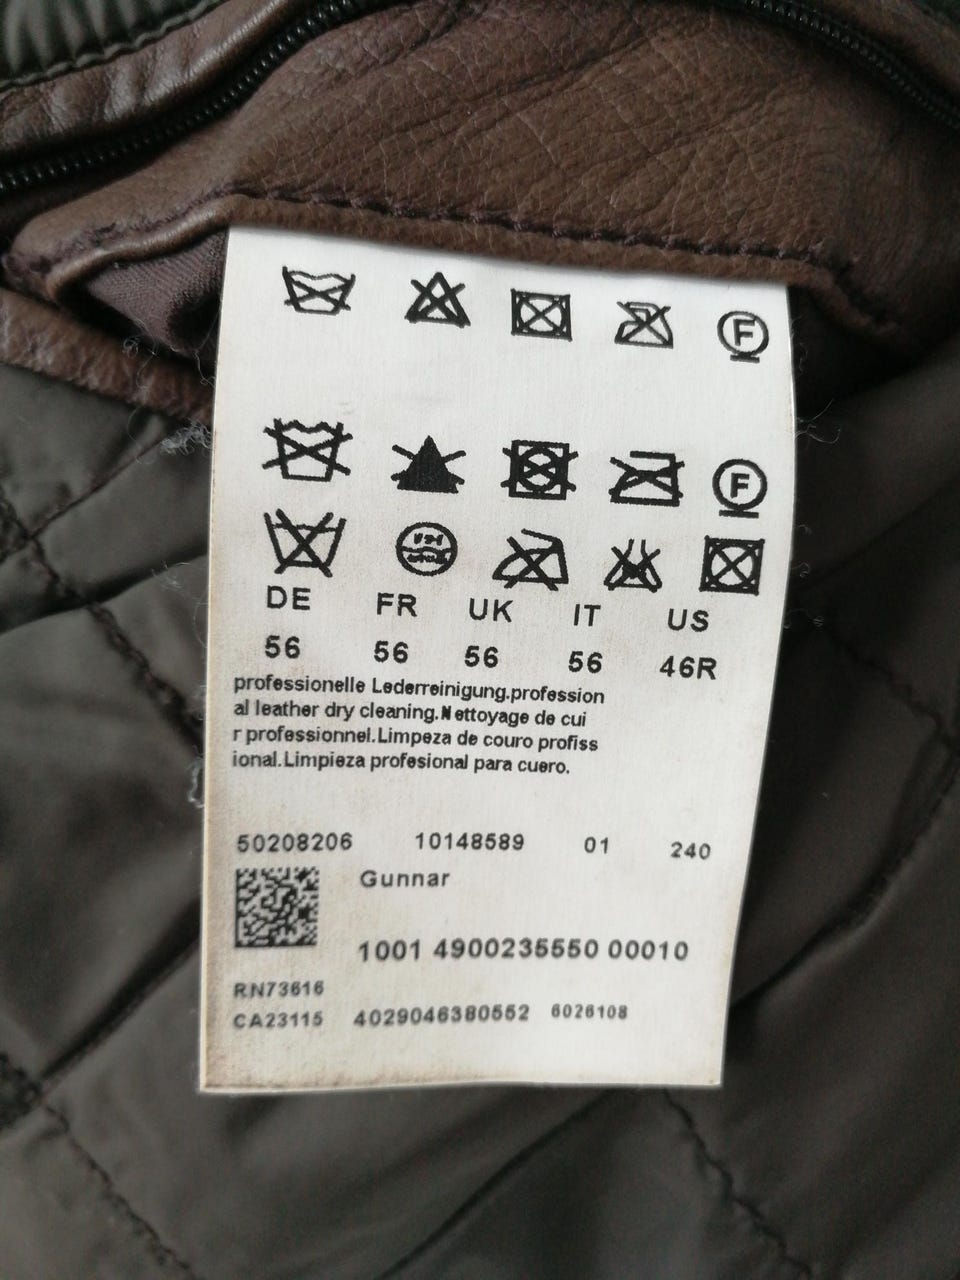 F
F
DE FR UK IT US
56 56 56 56 46R
professionelle Lederreinigung.profession
al leather dry cleaning.Nettoyage de cui
r professionnel.Limpeza de couro profiss
ional.Limpieza profesional para cuero.
50208206 10148589 01 240
Gunnar
1001 4900235550 00010
RN73616
CA23115 4029046380552 6026108